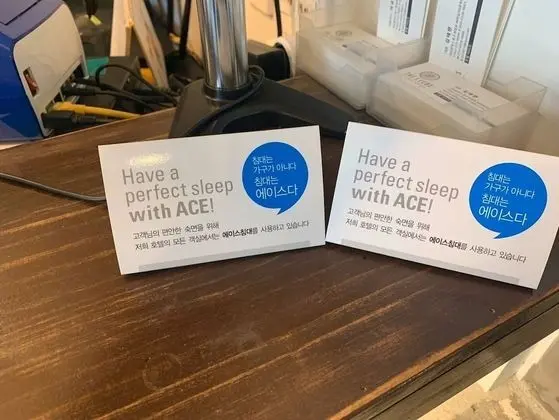 Have a
perfect sleep
with ACE!
침대는
가구가 아니다
침대는
에이스다
고객님의 편안한 숙면을 위해
저희 호텔의 모든 객실에서는 에이스침대를 사용하고 있습니다
Have a
perfect sleep
with ACE!
침대는
가구가 아니다
침대는
에이스다
고객님의 편안한 숙면을 위해
저희 호텔의 모든 객실에서는 에이스침대를 사용하고 있습니다